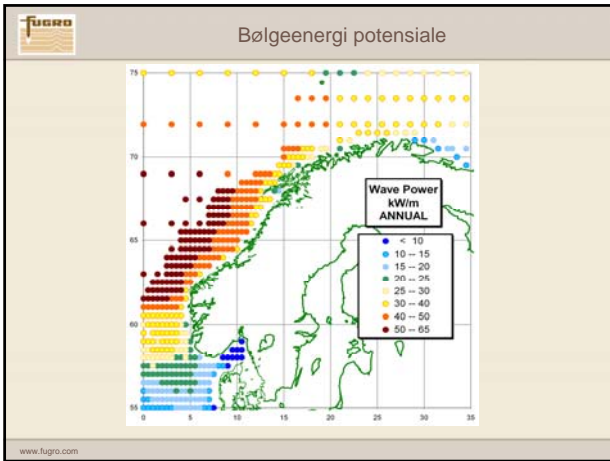 FUGRO
Bølgeenergi potensiale
75
70
65
60
55
0 5 10 15 20 25 30 35
Wave Power
kW/m
ANNUAL
< 10
10 -- 15
15 -- 20
20 -- 25
25 -- 30
30 -- 40
40 -- 50
50 -- 65
www.fugro.com